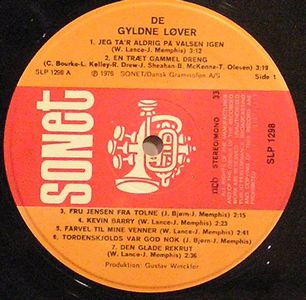 DE
GYLDNE LØVER
1. JEG TA'R ALDRIG PÅ VALSEN IGEN
(W. Lance-J. Memphis) 3:12
2. EN TRÆT GAMMEL DRENG
(C. Bourke-L. Kelley-R. Drew-J. Sheahan-B. McKenna-T. Olesen) 3:19
SLP 1298 A
℗ 1976 SONET/Dansk Grammofon A/S
Side 1
SONET
33
STEREO/MONO
ncb
SLP 1298
3. FRU JENSEN FRA TOLNE (J. Bjørn-J. Memphis) 2:15
4. KEVIN BARRY (W. Lance-J. Memphis) 3:22
5. FARVEL TIL MINE VENNER (W. Lance-J. Memphis) 2:41
6. TORDENSKJOLDS VAR GOD NOK (J. Bjørn-J. Memphis)
7. DEN GLADE REKRUT
(W. Lance-J. Memphis) 2:36
Produktion: Gustav Winckler